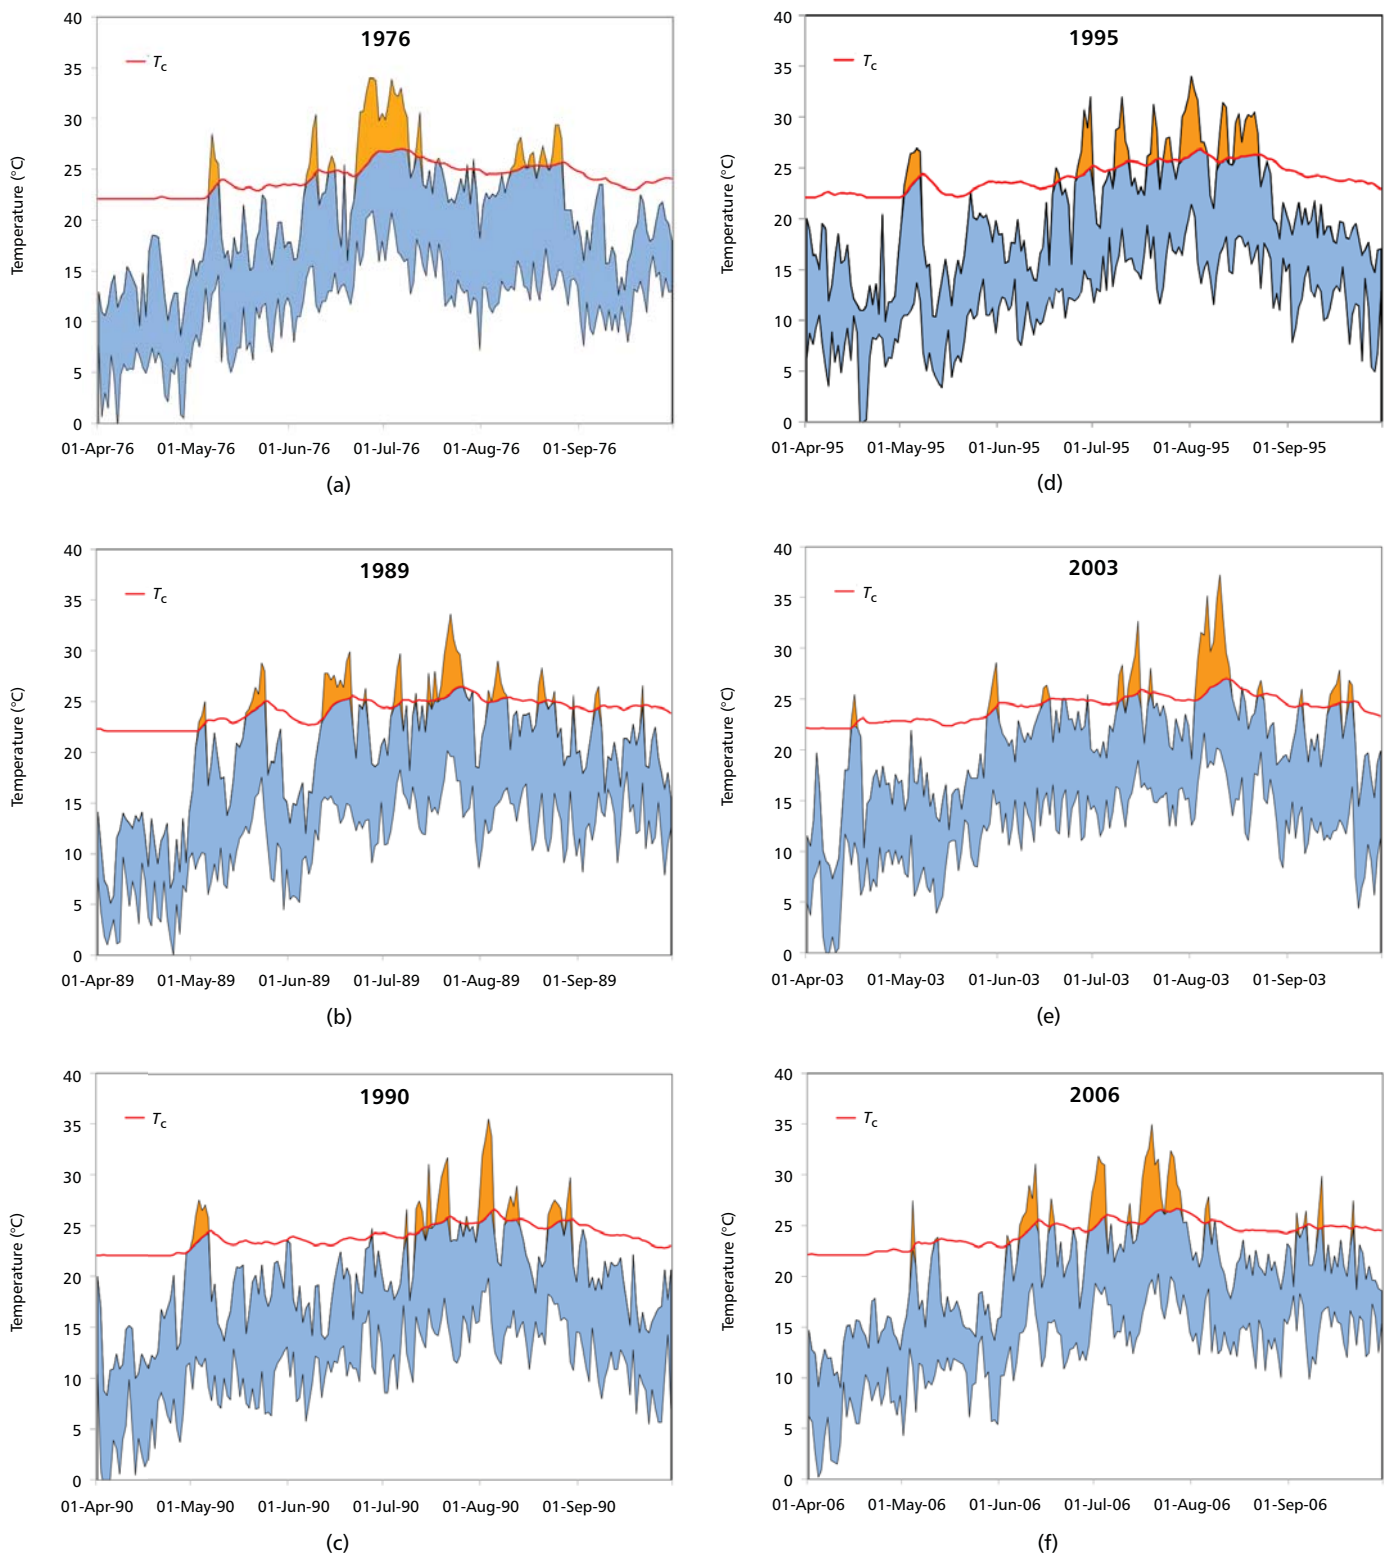 1976
T_c
Temperature (°C)
40
35
30
25
20
15
10
5
0
01-Apr-76 01-May-76 01-Jun-76 01-Jul-76 01-Aug-76 01-Sep-76
(a)
1995
T_c
Temperature (°C)
40
35
30
25
20
15
10
5
0
01-Apr-95 01-May-95 01-Jun-95 01-Jul-95 01-Aug-95 01-Sep-95
(d)
1989
T_c
Temperature (°C)
40
35
30
25
20
15
10
5
0
01-Apr-89 01-May-89 01-Jun-89 01-Jul-89 01-Aug-89 01-Sep-89
(b)
2003
T_c
Temperature (°C)
40
35
30
25
20
15
10
5
0
01-Apr-03 01-May-03 01-Jun-03 01-Jul-03 01-Aug-03 01-Sep-03
(e)
1990
T_c
Temperature (°C)
40
35
30
25
20
15
10
5
0
01-Apr-90 01-May-90 01-Jun-90 01-Jul-90 01-Aug-90 01-Sep-90
(c)
2006
T_c
Temperature (°C)
40
35
30
25
20
15
10
5
0
01-Apr-06 01-May-06 01-Jun-06 01-Jul-06 01-Aug-06 01-Sep-06
(f)